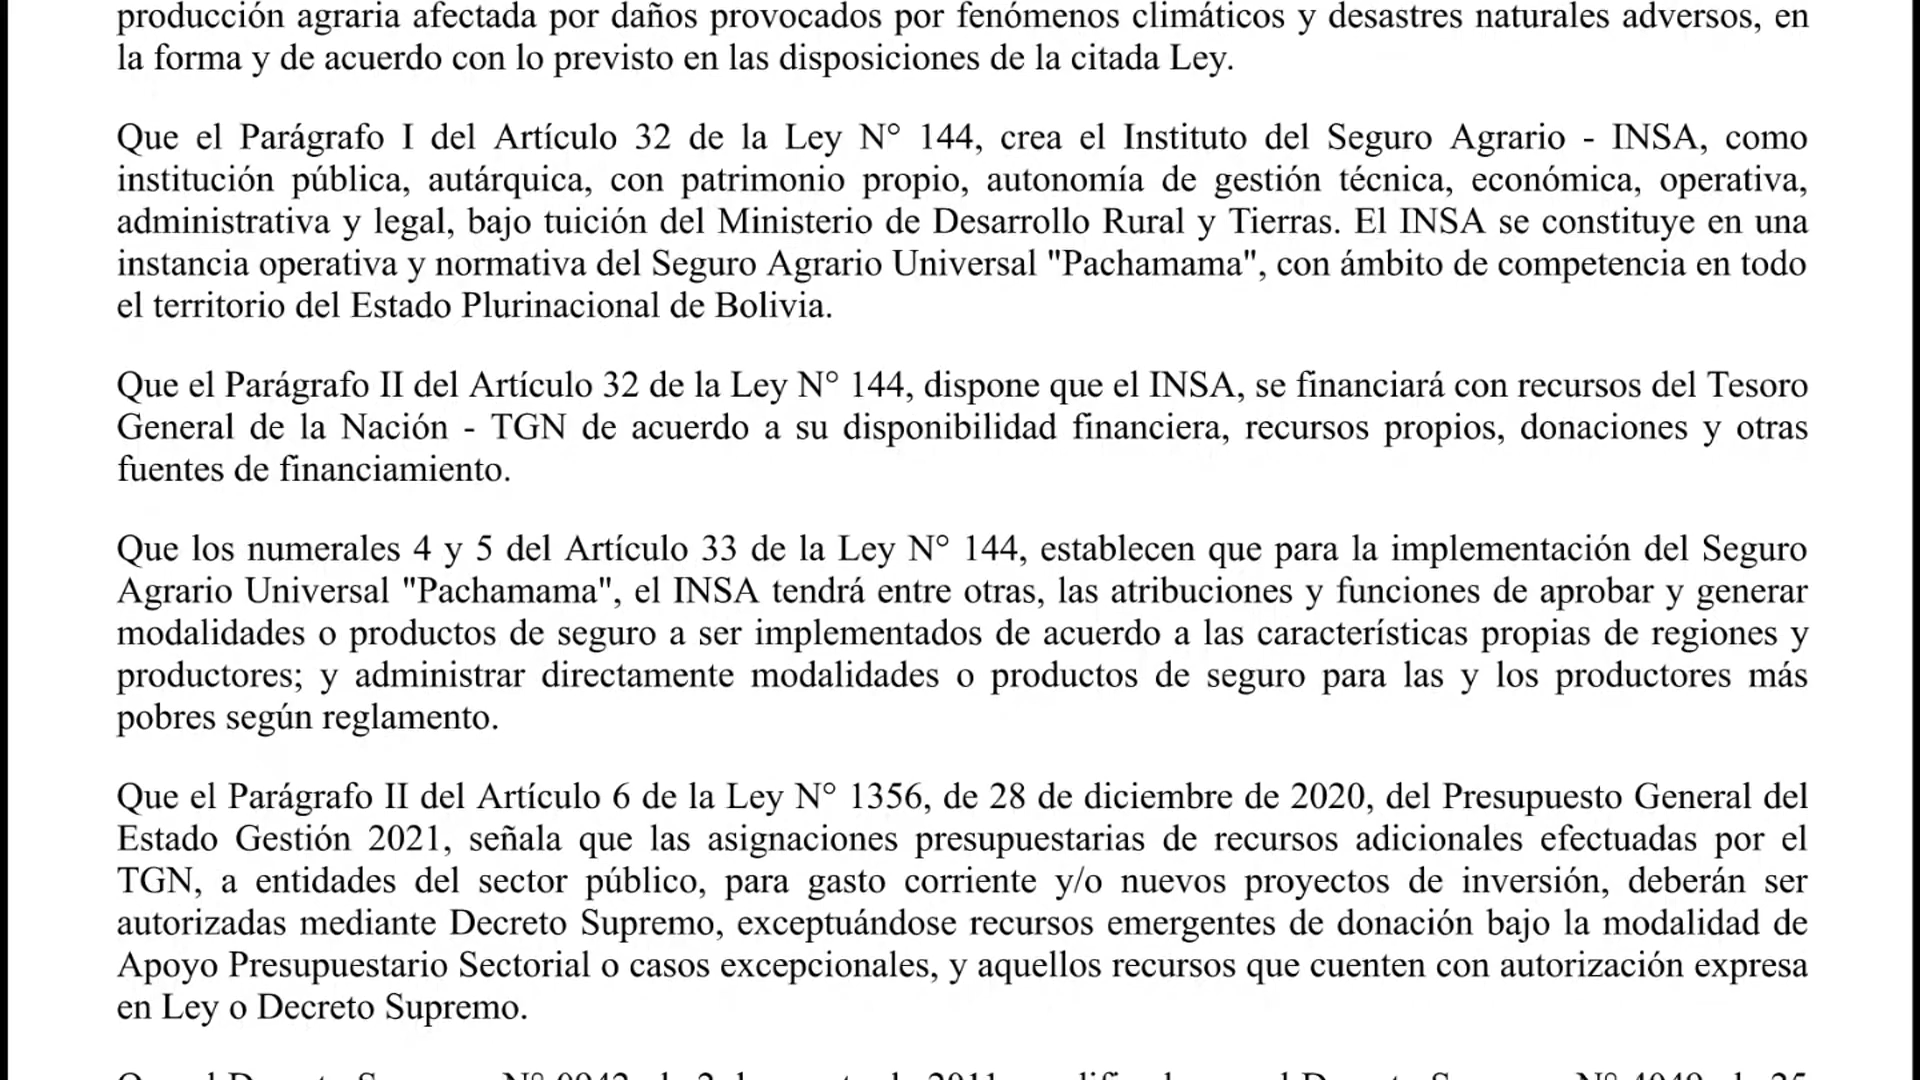 producción agraria afectada por daños provocados por fenómenos climáticos y desastres naturales adversos, en
la forma y de acuerdo con lo previsto en las disposiciones de la citada Ley.
Que el Parágrafo I del Artículo 32 de la Ley N° 144, crea el Instituto del Seguro Agrario - INSA, como
institución pública, autárquica, con patrimonio propio, autonomía de gestión técnica, económica, operativa,
administrativa y legal, bajo tuición del Ministerio de Desarrollo Rural y Tierras. El INSA se constituye en una
instancia operativa y normativa del Seguro Agrario Universal "Pachamama", con ámbito de competencia en todo
el territorio del Estado Plurinacional de Bolivia.
Que el Parágrafo II del Artículo 32 de la Ley N° 144, dispone que el INSA, se financiará con recursos del Tesoro
General de la Nación - TGN de acuerdo a su disponibilidad financiera, recursos propios, donaciones y otras
fuentes de financiamiento.
Que los numerales 4 y 5 del Artículo 33 de la Ley N° 144, establecen que para la implementación del Seguro
Agrario Universal "Pachamama", el INSA tendrá entre otras, las atribuciones y funciones de aprobar y generar
modalidades o productos de seguro a ser implementados de acuerdo a las características propias de regiones y
productores; y administrar directamente modalidades o productos de seguro para las y los productores más
pobres según reglamento.
Que el Parágrafo II del Artículo 6 de la Ley N° 1356, de 28 de diciembre de 2020, del Presupuesto General del
Estado Gestión 2021, señala que las asignaciones presupuestarias de recursos adicionales efectuadas por el
TGN, a entidades del sector público, para gasto corriente y/o nuevos proyectos de inversión, deberán ser
autorizadas mediante Decreto Supremo, exceptuándose recursos emergentes de donación bajo la modalidad de
Apoyo Presupuestario Sectorial o casos excepcionales, y aquellos recursos que cuenten con autorización expresa
en Ley o Decreto Supremo.